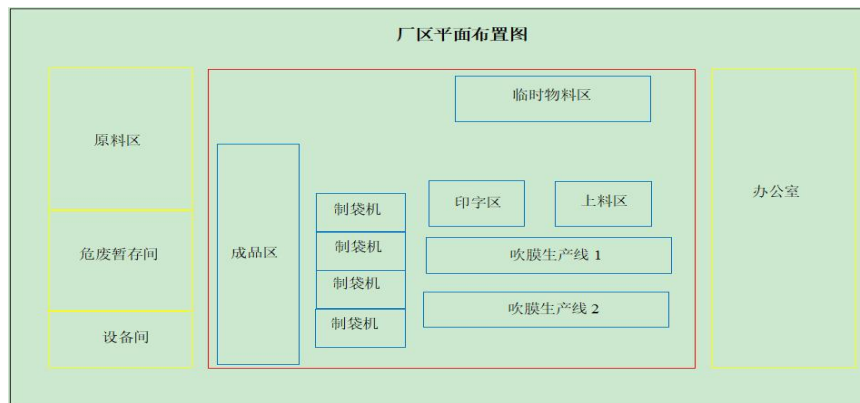 厂区平面布置图
临时物料区
原料区
办公室
印字区
上料区
制袋机
制袋机
危废暂存间
成品区
吹膜生产线 1
制袋机
吹膜生产线 2
制袋机
设备间